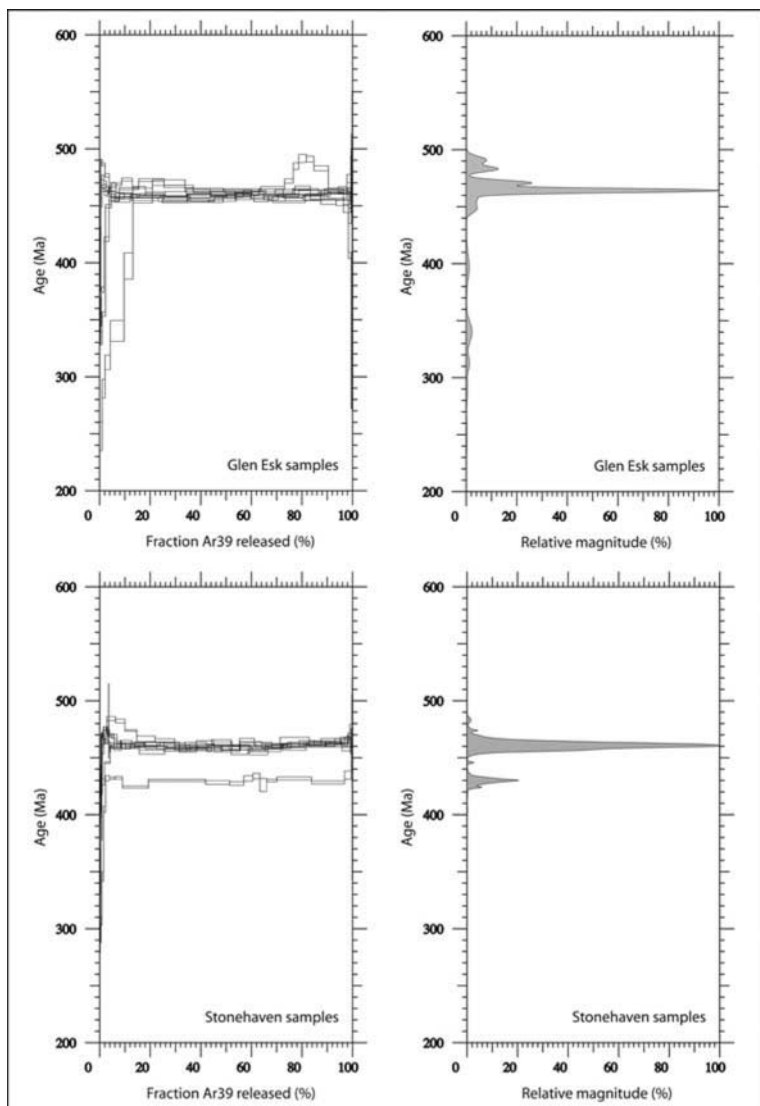 600
500
400
300
200
Age (Ma)
Glen Esk samples
0 20 40 60 80 100
Fraction Ar39 released (%)
600
500
400
300
200
Age (Ma)
Glen Esk samples
0 20 40 60 80 100
Relative magnitude (%)
600
500
400
300
200
Age (Ma)
Stonehaven samples
0 20 40 60 80 100
Fraction Ar39 released (%)
600
500
400
300
200
Age (Ma)
Stonehaven samples
0 20 40 60 80 100
Relative magnitude (%)